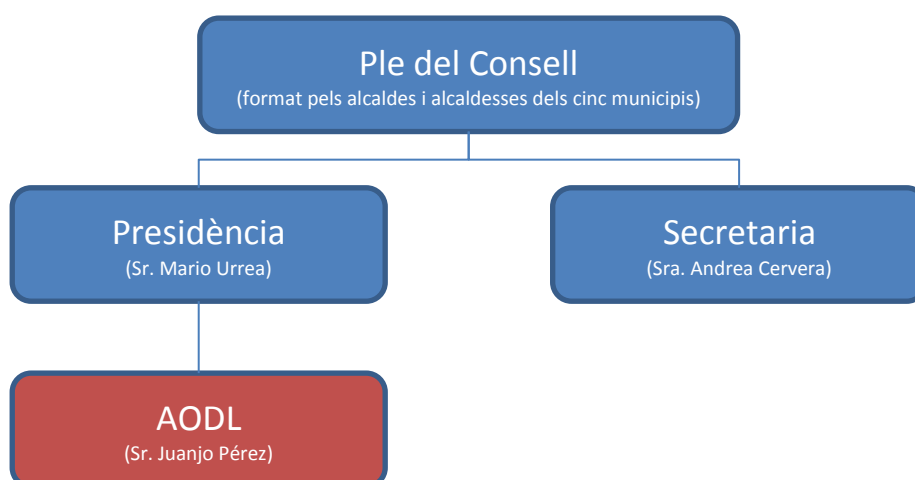 Ple del Consell
(format pels alcaldes i alcaldesses dels cinc municipis)
Presidència
(Sr. Mario Urrea)
Secretaria
(Sra. Andrea Cervera)
AODL
(Sr. Juanjo Pérez)